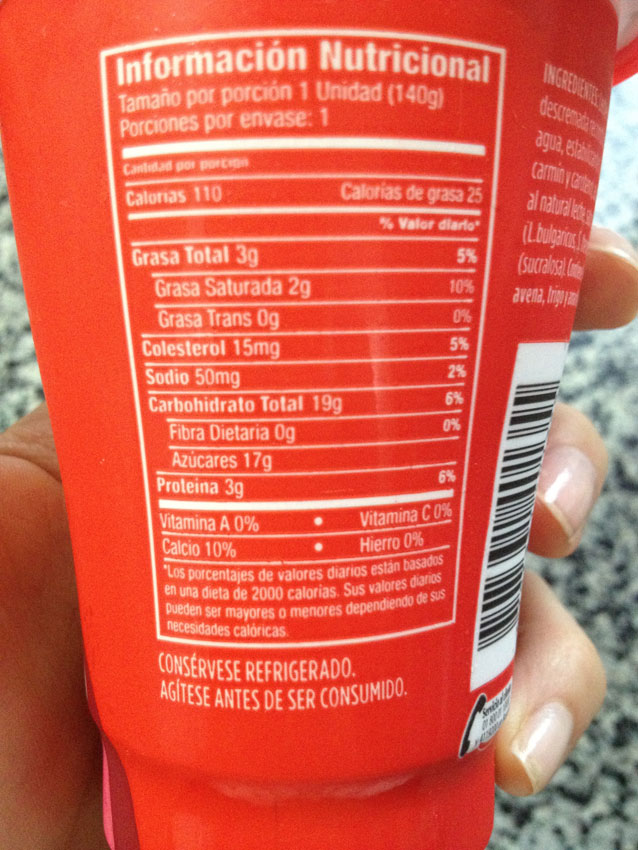 Información Nutricional
Tamaño por porción 1 Unidad (140g)
Porciones por envase: 1
Cantidad por porción
Calorías 110 Calorías de grasa 25
% Valor diario*
Grasa Total 3g 5%
Grasa Saturada 2g 10%
Grasa Trans 0g 0%
Colesterol 15mg 5%
Sodio 50mg 2%
Carbohidrato Total 19g 6%
Fibra Dietaria 0g 0%
Azúcares 17g
Proteína 3g 6%
Vitamina A 0% • Vitamina C 0%
Calcio 10% • Hierro 0%
*Los porcentajes de valores diarios están basados
en una dieta de 2000 calorías. Sus valores diarios
pueden ser mayores o menores dependiendo de sus
necesidades calóricas.
CONSÉRVESE REFRIGERADO.
AGÍTESE ANTES DE SER CONSUMIDO.
INGREDIENTES
descremada
agua,
carmín y
al natural leche
(L.bulgaricus,
(sucralosa).
avena, trigo y